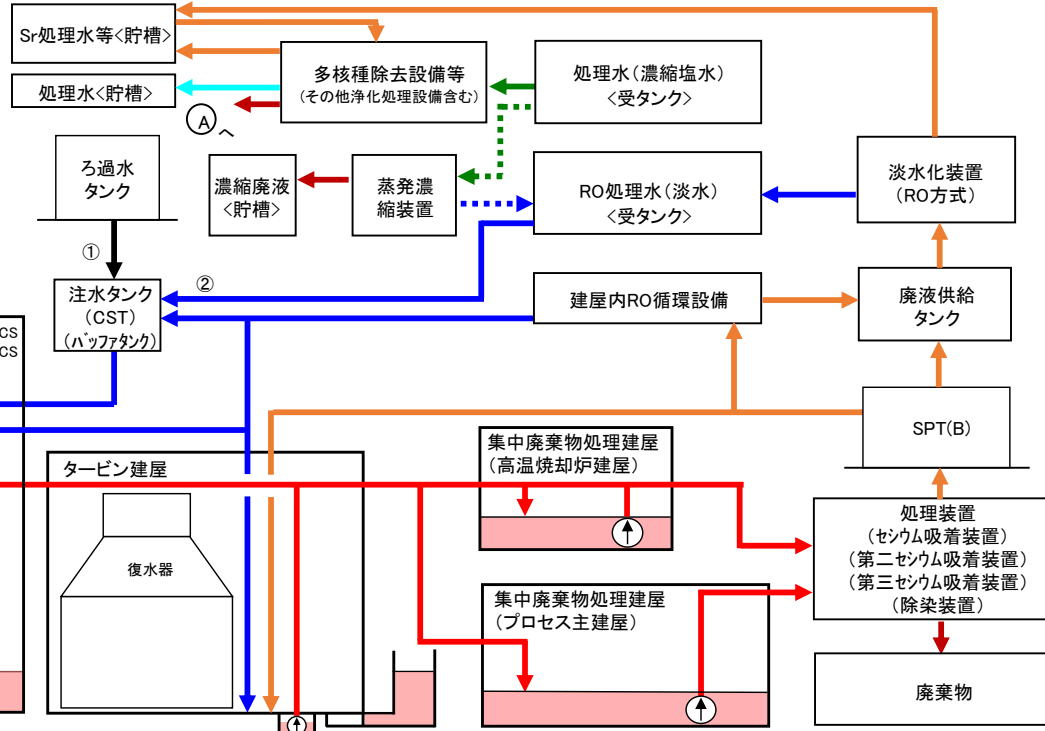 Sr処理水等<貯槽>
処理水<貯槽>
多核種除去設備等
(その他浄化処理設備含む)
処理水(濃縮塩水)
<受タンク>
A
へ
ろ過水
タンク
濃縮廃液
<貯槽>
蒸発濃
縮装置
RO処理水(淡水)
<受タンク>
淡水化装置
(RO方式)
①
②
注水タンク
(CST)
(バッファタンク)
建屋内RO循環設備
廃液供給
タンク
CS
CS
SPT(B)
タービン建屋
復水器
集中廃棄物処理建屋
(高温焼却炉建屋)
集中廃棄物処理建屋
(プロセス主建屋)
処理装置
(セシウム吸着装置)
(第二セシウム吸着装置)
(第三セシウム吸着装置)
(除染装置)
廃棄物